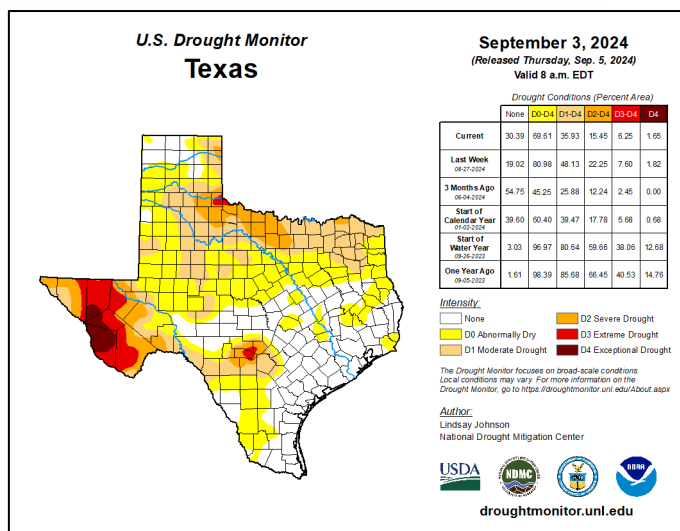 U.S. Drought Monitor
Texas
September 3, 2024
(Released Thursday, Sep. 5, 2024)
Valid 8 a.m. EDT
Drought Conditions (Percent Area)
None D0-D4 D1-D4 D2-D4 D3-D4 D4
Current 30.39 69.61 35.93 15.45 6.25 1.65
Last Week 19.02 80.98 48.13 22.25 7.60 1.82
08-27-2024
3 Months Ago 54.75 45.25 25.88 12.24 2.45 0.00
06-04-2024
Start of
Calendar Year 39.60 60.40 39.47 17.78 5.68 0.68
01-02-2024
Start of
Water Year 3.03 96.97 80.64 59.66 38.06 12.68
09-26-2023
One Year Ago 1.61 98.39 85.68 66.45 40.53 14.76
09-05-2023
Intensity:
None
D0 Abnormally Dry
D1 Moderate Drought
D2 Severe Drought
D3 Extreme Drought
D4 Exceptional Drought
The Drought Monitor focuses on broad-scale conditions.
Local conditions may vary. For more information on the
Drought Monitor, go to https://droughtmonitor.unl.edu/About.aspx
Author:
Lindsay Johnson
National Drought Mitigation Center
USDA
NDMC
NOAA
droughtmonitor.unl.edu